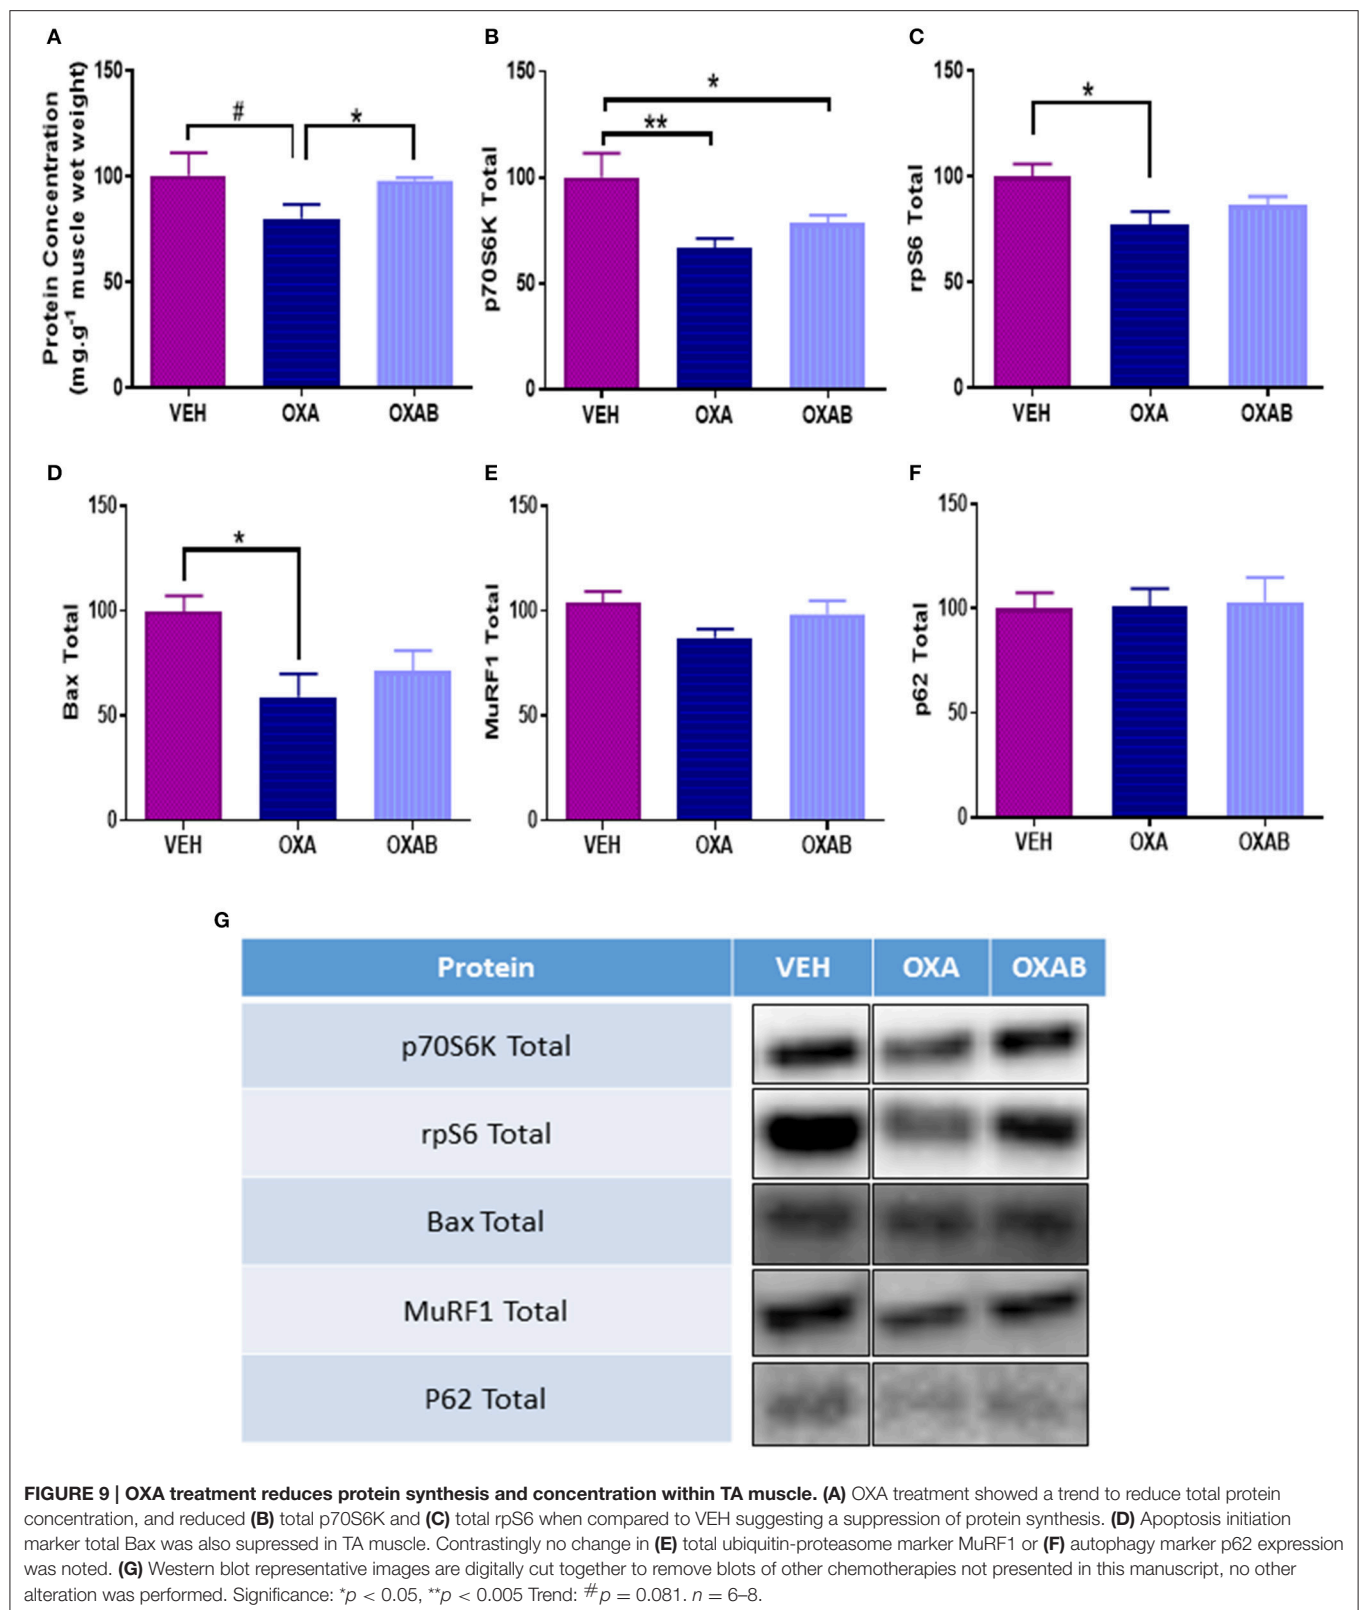 A
Protein Concentration
(mg.g-1 muscle wet weight)
150
100
50
0
#
*
VEH OXA OXAB
B
p70S6K Total
150
100
50
0
*
**
VEH OXA OXAB
C
rpS6 Total
150
100
50
0
*
VEH OXA OXAB
D
Bax Total
150
100
50
0
*
VEH OXA OXAB
E
MuRF1 Total
150
100
50
0
VEH OXA OXAB
F
p62 Total
150
100
50
0
VEH OXA OXAB
G
Protein VEH OXA OXAB
p70S6K Total
rpS6 Total
Bax Total
MuRF1 Total
P62 Total
FIGURE 9 | OXA treatment reduces protein synthesis and concentration within TA muscle. (A) OXA treatment showed a trend to reduce total protein
concentration, and reduced (B) total p70S6K and (C) total rpS6 when compared to VEH suggesting a suppression of protein synthesis. (D) Apoptosis initiation
marker total Bax was also supressed in TA muscle. Contrastingly no change in (E) total ubiquitin-proteasome marker MuRF1 or (F) autophagy marker p62 expression
was noted. (G) Western blot representative images are digitally cut together to remove blots of other chemotherapies not presented in this manuscript, no other
alteration was performed. Significance: *p < 0.05, **p < 0.005 Trend: #p = 0.081. n = 6–8.